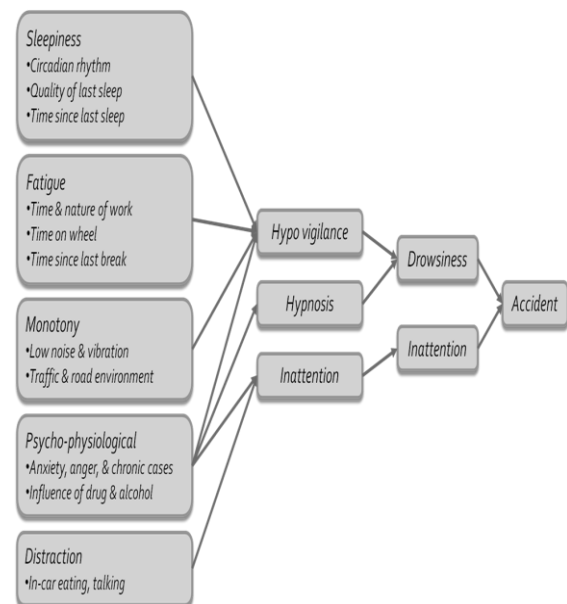 Sleepiness
•Circadian rhythm
•Quality of last sleep
•Time since last sleep
Fatigue
•Time & nature of work
•Time on wheel
•Time since last break
Monotony
•Low noise & vibration
•Traffic & road environment
Psycho-physiological
•Anxiety, anger, & chronic cases
•Influence of drug & alcohol
Distraction
•In-car eating, talking
Hypo vigilance
Hypnosis
Inattention
Drowsiness
Inattention
Accident